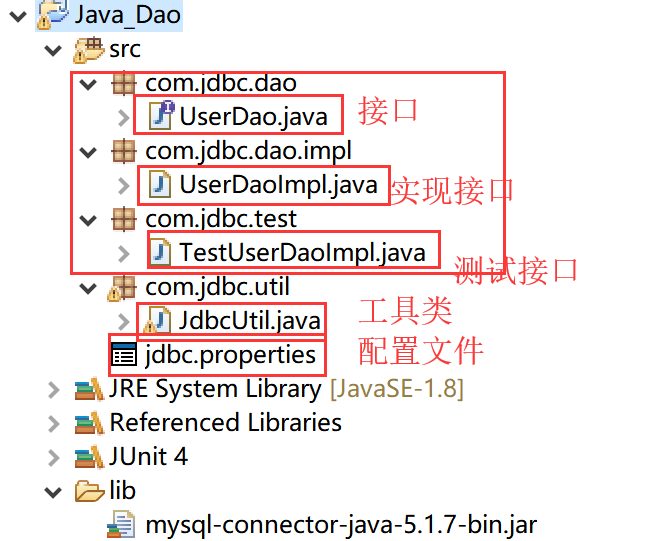 Java_Dao
src
com.jdbc.dao
UserDao.java 接口
com.jdbc.dao.impl
UserDaoImpl.java 实现接口
com.jdbc.test
TestUserDaoImpl.java 测试接口
com.jdbc.util
JdbcUtil.java 工具类
jdbc.properties 配置文件
JRE System Library [JavaSE-1.8]
Referenced Libraries
JUnit 4
lib
mysql-connector-java-5.1.7-bin.jar